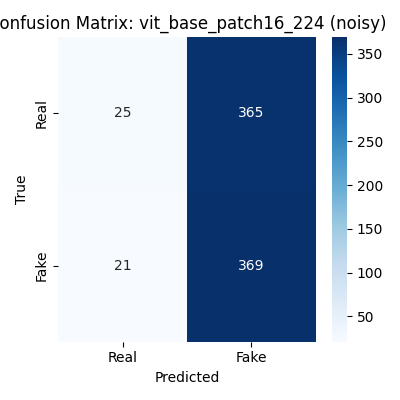 onfusion Matrix: vit_base_patch16_224 (noisy)
Real
25
365
True
Fake
21
369
Real
Fake
Predicted
350
300
250
200
150
100
50